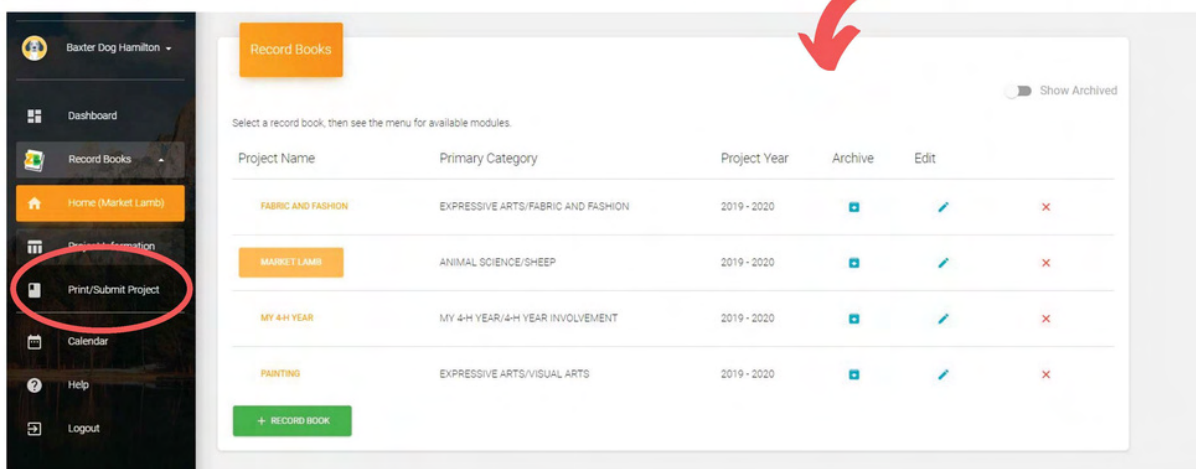 Baxter Dog Hamilton
Dashboard
Record Books
Home (Market Lamb)
Project Information
Print/Submit Project
Calendar
Help
Logout
Record Books
Show Archived
Select a record book, then see the menu for available modules.
Project Name Primary Category Project Year Archive Edit
FABRIC AND FASHION EXPRESSIVE ARTS/FABRIC AND FASHION 2019 - 2020
MARKET LAMB ANIMAL SCIENCE/SHEEP 2019 - 2020
MY 4-H YEAR MY 4-H YEAR/4-H YEAR INVOLVEMENT 2019 - 2020
PAINTING EXPRESSIVE ARTS/VISUAL ARTS 2019 - 2020
+ RECORD BOOK